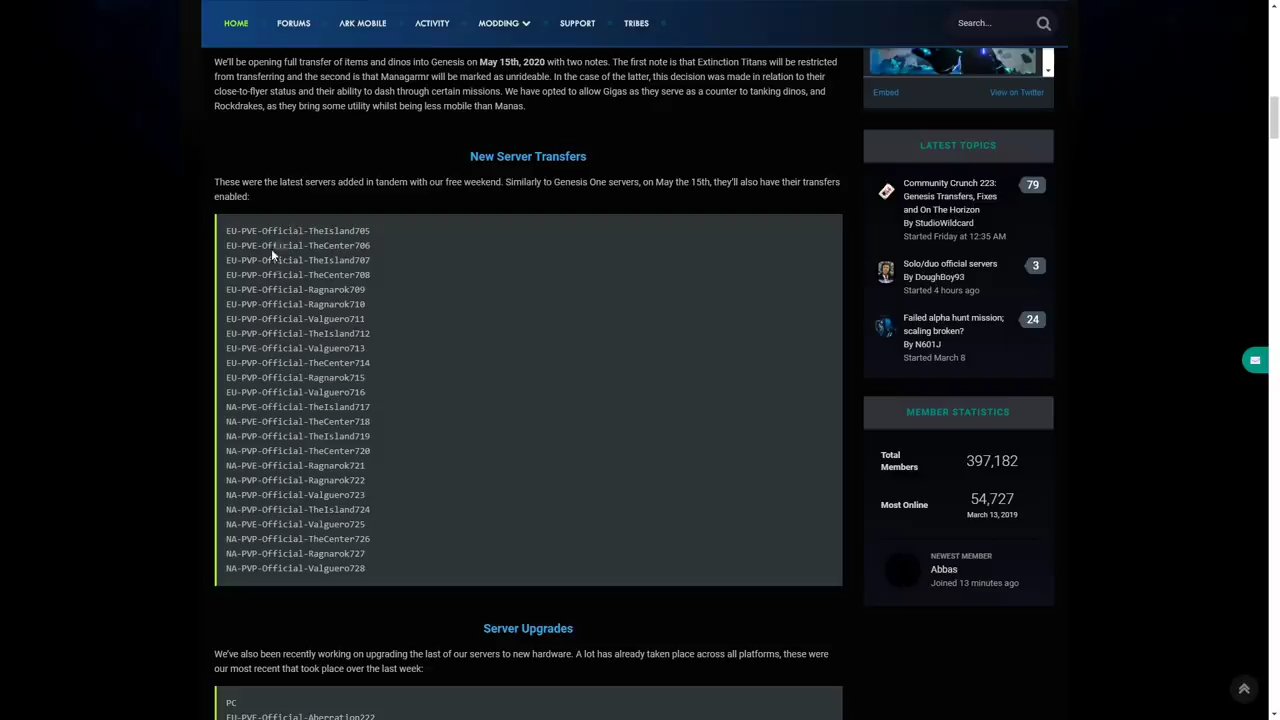 HOME
FORUMS
ARK MOBILE
ACTIVITY
MODDING
SUPPORT
TRIBES
Search...
We'll be opening full transfer of items and dinos into Genesis on May 15th, 2020 with two notes. The first note is that Extinction Titans will be restricted
from transferring and the second is that Managarmr will be marked as unrideable. In the case of the latter, this decision was made in relation to their
close-to-flyer status and their ability to dash through certain missions. We have opted to allow Gigas as they serve as a counter to tanking dinos, and
Rockdrakes, as they bring some utility whilst being less mobile than Manas.
New Server Transfers
These were the latest servers added in tandem with our free weekend. Similarly to Genesis One servers, on May the 15th, they'll also have their transfers
enabled:
EU-PVE-Official-TheIsland705
EU-PVE-Official-TheCenter706
EU-PVP-Official-TheIsland707
EU-PVP-Official-TheCenter708
EU-PVE-Official-Ragnarok709
EU-PVP-Official-Ragnarok710
EU-PVP-Official-Valguero711
EU-PVP-Official-TheIsland712
EU-PVE-Official-Valguero713
EU-PVP-Official-TheCenter714
EU-PVP-Official-Ragnarok715
EU-PVP-Official-Valguero716
NA-PVE-Official-TheIsland717
NA-PVE-Official-TheCenter718
NA-PVP-Official-TheIsland719
NA-PVP-Official-TheCenter720
NA-PVE-Official-Ragnarok721
NA-PVP-Official-Ragnarok722
NA-PVP-Official-Valguero723
NA-PVP-Official-TheIsland724
NA-PVE-Official-Valguero725
NA-PVP-Official-TheCenter726
NA-PVP-Official-Ragnarok727
NA-PVP-Official-Valguero728
Server Upgrades
We've also been recently working on upgrading the last of our servers to new hardware. A lot has already taken place across all platforms, these were
our most recent that took place over the last week:
PC
EU-PVE-Official-Aberration222
Embed
View on Twitter
LATEST TOPICS
Community Crunch 223:
Genesis Transfers, Fixes
and On The Horizon
By StudioWildcard
Started Friday at 12:35 AM
79
Solo/duo official servers
By DoughBoy93
Started 4 hours ago
3
Failed alpha hunt mission;
scaling broken?
By N601J
Started March 8
24
MEMBER STATISTICS
Total
Members
397,182
Most Online
54,727
March 13, 2019
NEWEST MEMBER
Abbas
Joined 13 minutes ago